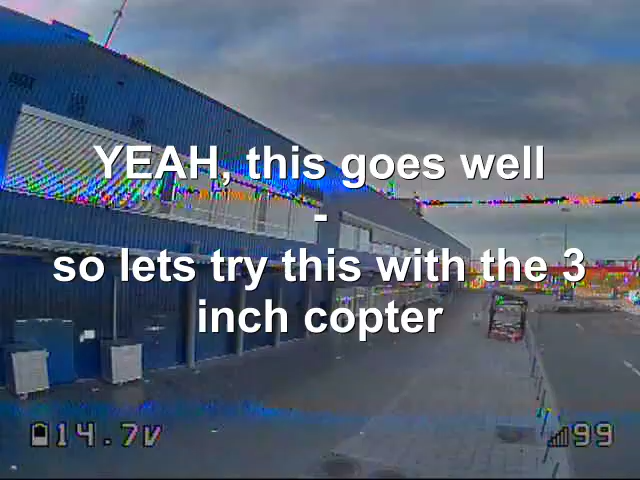 YEAH, this goes well
-
so lets try this with the 3
inch copter
14.7V
99